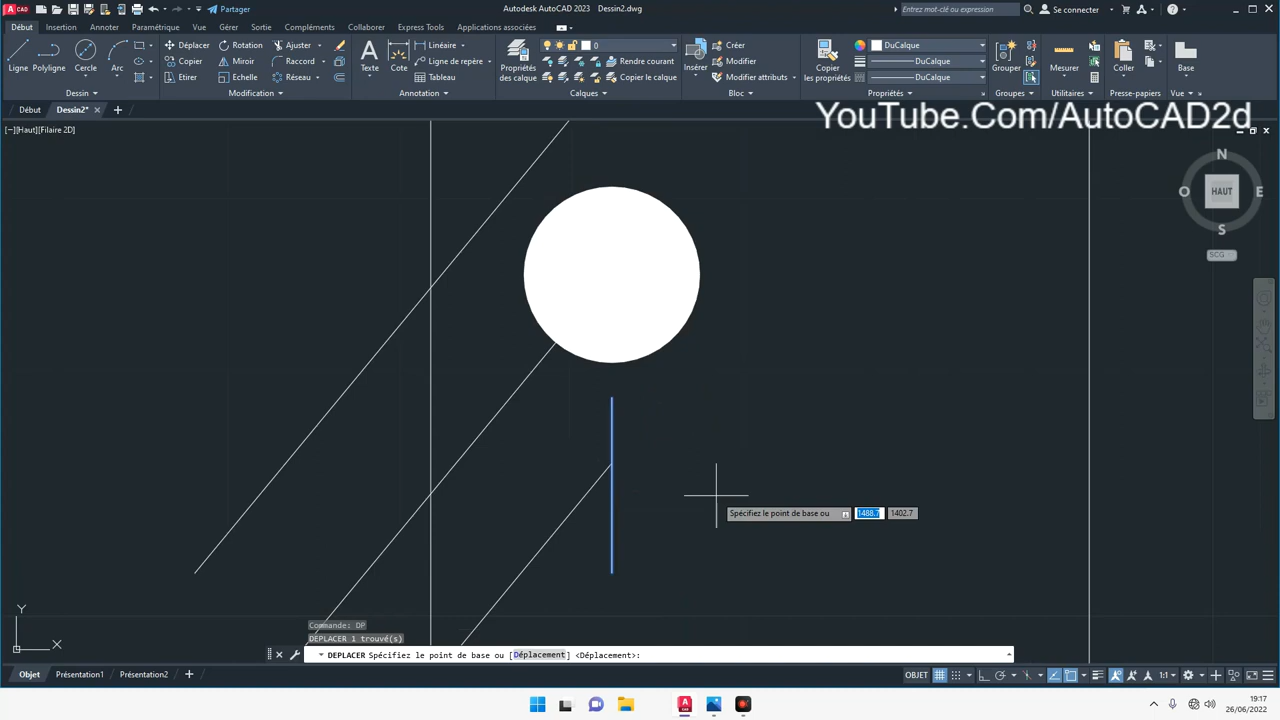 Partager
Autodesk AutoCAD 2023 Dessin2.dwg
Entrez mot-clé ou expression
Se connecter
Début Insertion Annoter Paramétrique Vue Gérer Sortie Compléments Collaborer Express Tools Applications associées
Ligne Polyligne Cercle Arc
Déplacer Rotation Ajuster
Copier Miroir Raccord
Etirer Echelle Réseau
Texte Cote
Linéaire
Ligne de repère
Tableau
Propriétés des calque
0
Rendre courant
Copier le calque
Insérer
Créer
Modifier
Modifier attributs
Copier les propriétés
DuCalque
DuCalque
DuCalque
Grouper
Mesurer
Coller
Base
Dessin Modification Annotation Calques Bloc Propriétés Groupes Utilitaires Presse-papiers Vue
Début Dessin2*
YouTube.Com/AutoCAD2d
[−][Haut][Filaire 2D]
N
O HAUT E
S
SCG
Spécifiez le point de base ou 1488.7 1402.7
Y
X
Commande: DP
DEPLACER 1 trouvé(s)
DEPLACER Spécifiez le point de base ou [Déplacement] <Déplacement>:
Objet Présentation1 Présentation2
OBJET
1:1
19:17
26/06/2022